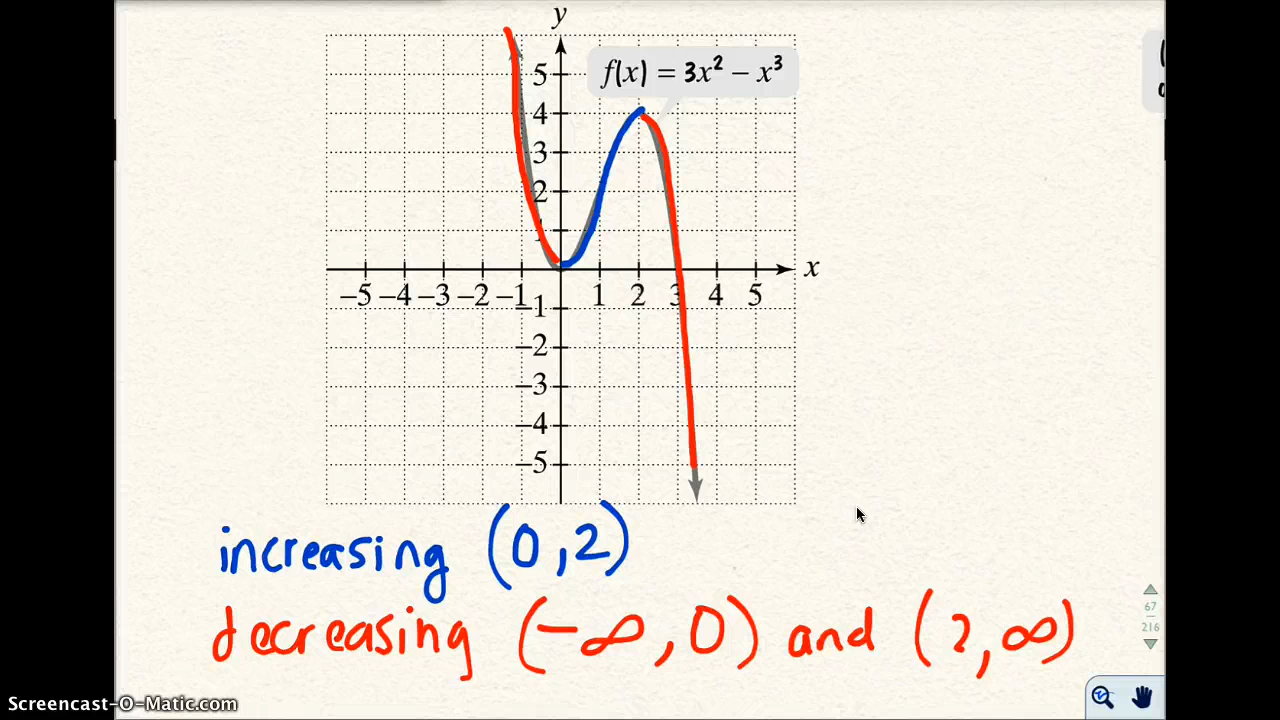 y
f(x) = 3x² − x³
5
4
3
2
1
x
−5 −4 −3 −2 −1 1 2 3 4 5
−1
−2
−3
−4
−5
increasing (0,2)
decreasing (−∞,0) and (2,∞)
67
216
Screencast-O-Matic.com